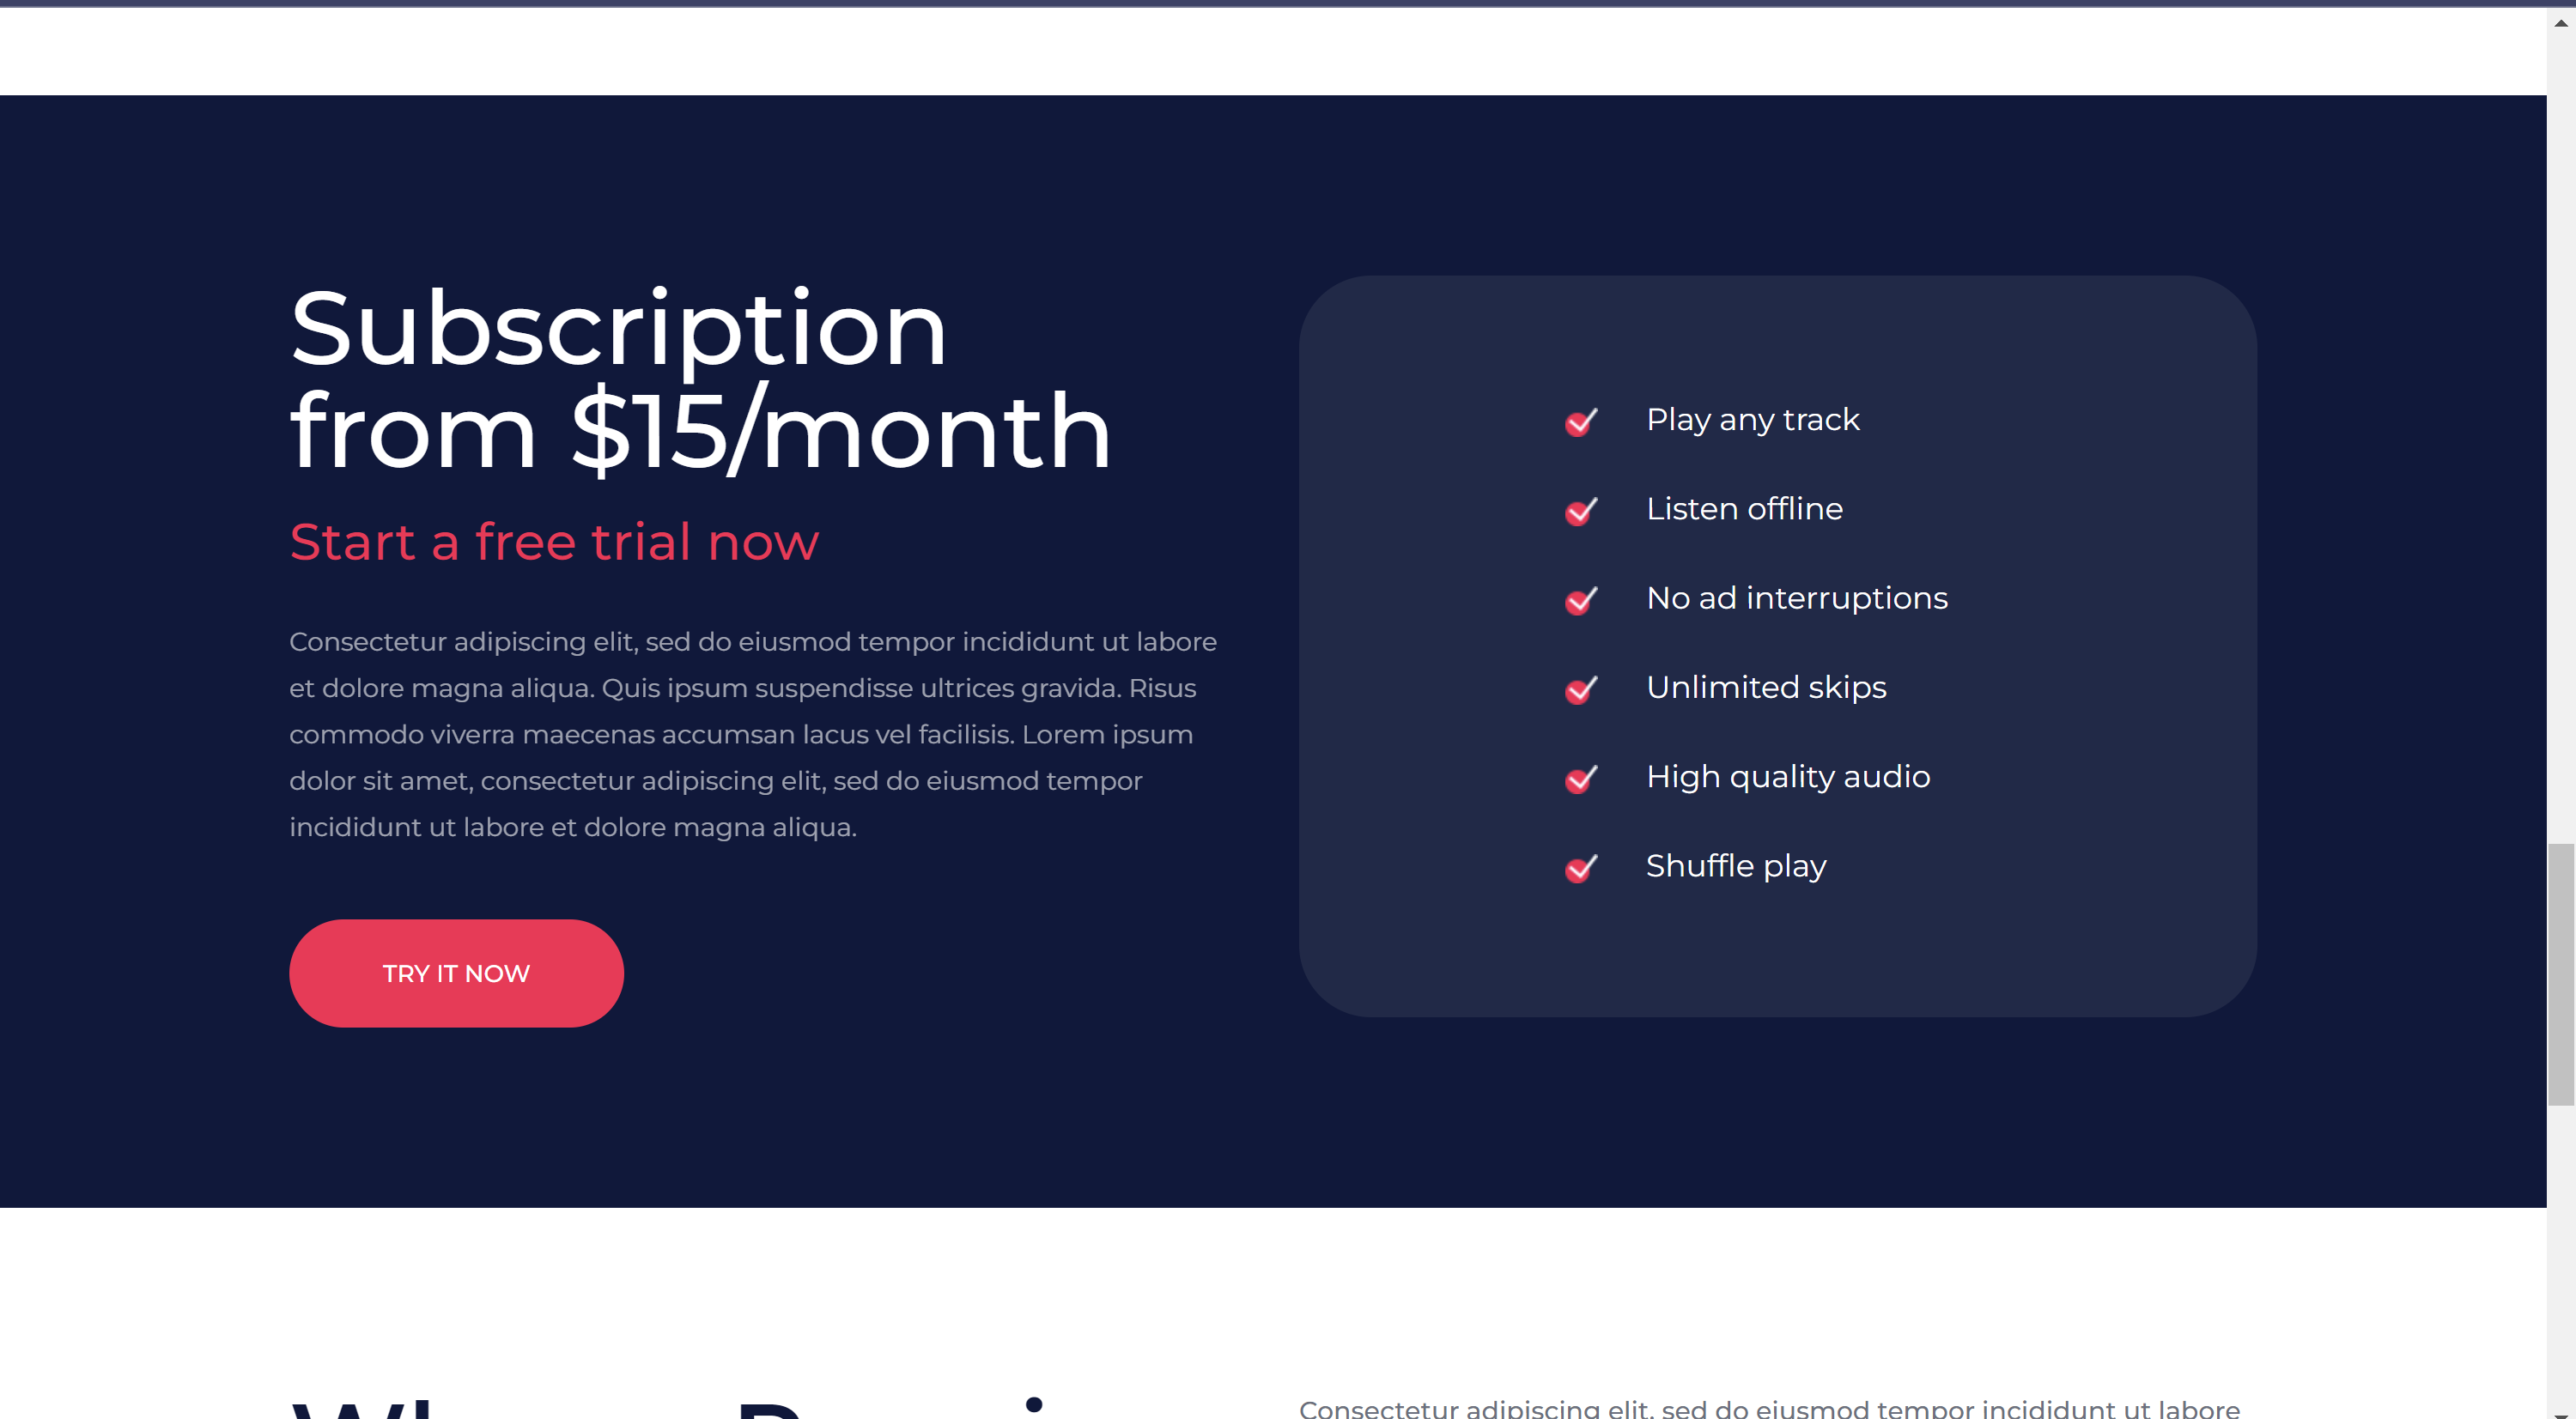 Subscription
from $15/month
Start a free trial now
Consectetur adipiscing elit, sed do eiusmod tempor incididunt ut labore
et dolore magna aliqua. Quis ipsum suspendisse ultrices gravida. Risus
commodo viverra maecenas accumsan lacus vel facilisis. Lorem ipsum
dolor sit amet, consectetur adipiscing elit, sed do eiusmod tempor
incididunt ut labore et dolore magna aliqua.
TRY IT NOW
Play any track
Listen offline
No ad interruptions
Unlimited skips
High quality audio
Shuffle play
Consectetur adipiscing elit, sed do eiusmod tempor incididunt ut labore